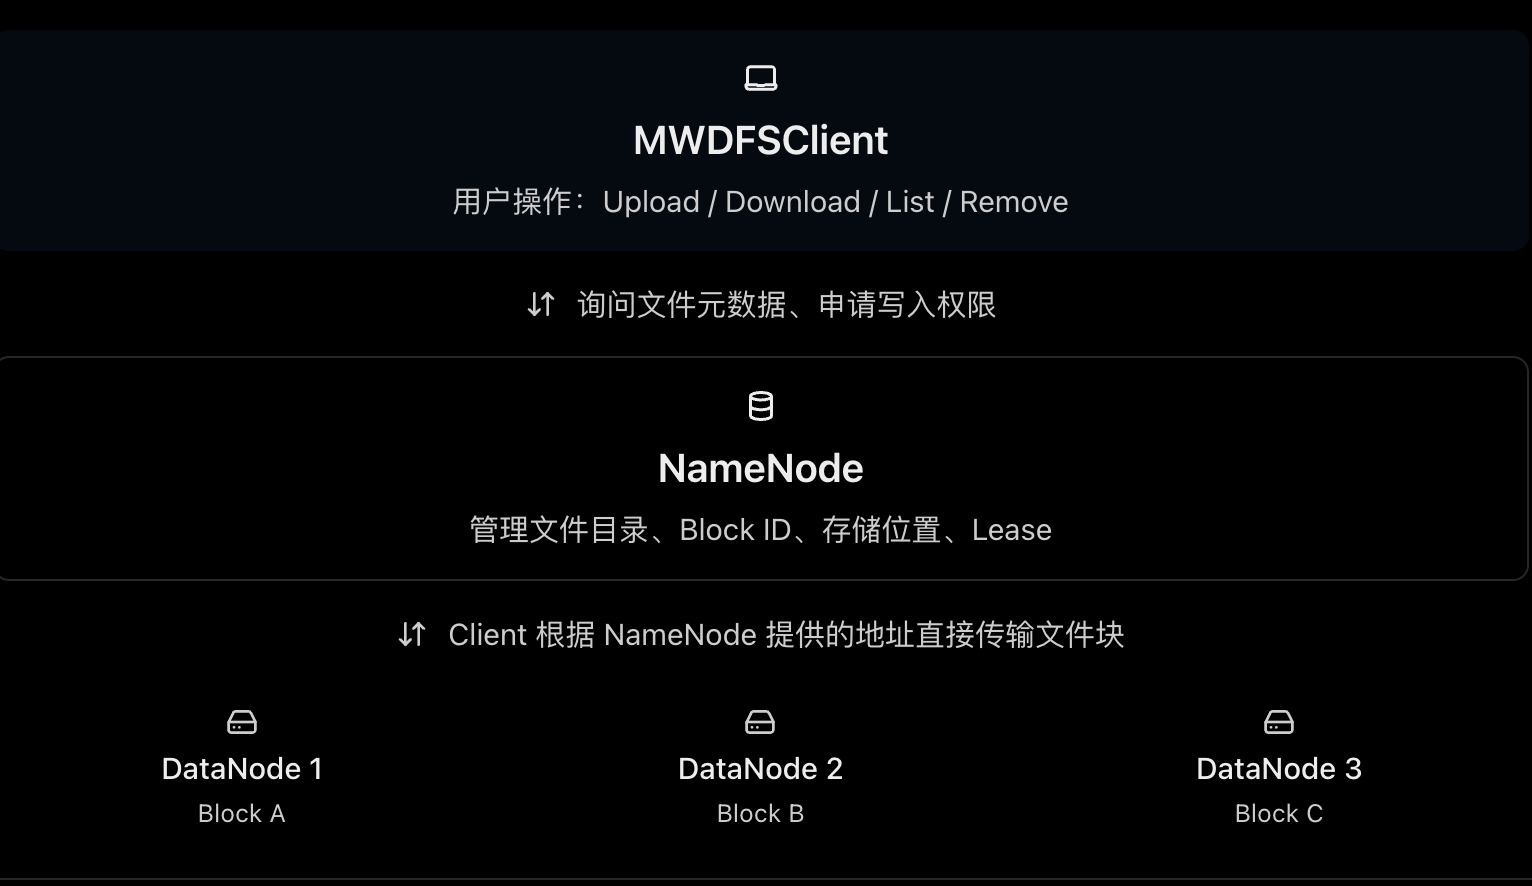 MWDFSClient
用户操作：Upload / Download / List / Remove
询问文件元数据、申请写入权限
NameNode
管理文件目录、Block ID、存储位置、Lease
Client 根据 NameNode 提供的地址直接传输文件块
DataNode 1
Block A
DataNode 2
Block B
DataNode 3
Block C